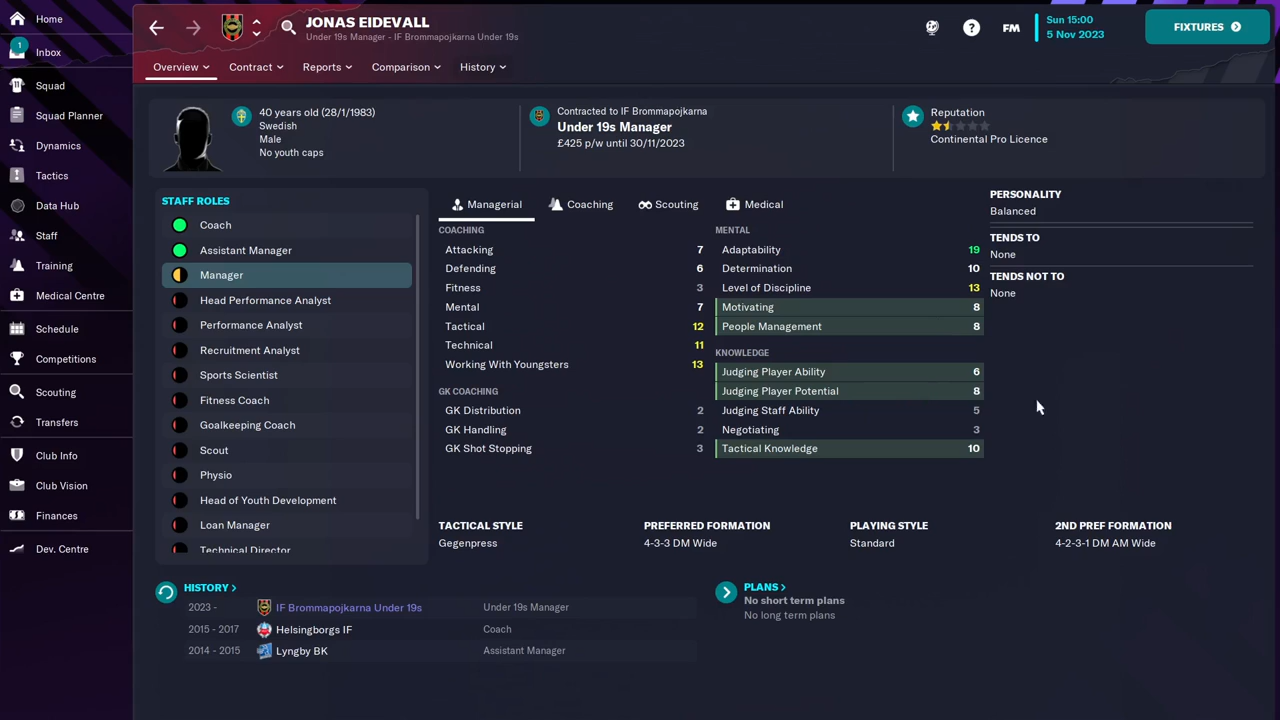 Home
1
Inbox
Squad
Squad Planner
Dynamics
Tactics
Data Hub
Staff
Training
Medical Centre
Schedule
Competitions
Scouting
Transfers
Club Info
Club Vision
Finances
Dev. Centre
JONAS EIDEVALL
Under 19s Manager - IF Brommapojkarna Under 19s
?
FM
Sun 15:00
5 Nov 2023
FIXTURES
Overview Contract Reports Comparison History
40 years old (28/1/1983)
Swedish
Male
No youth caps
Contracted to IF Brommapojkarna
Under 19s Manager
£425 p/w until 30/11/2023
Reputation
Continental Pro Licence
STAFF ROLES
Coach
Assistant Manager
Manager
Head Performance Analyst
Performance Analyst
Recruitment Analyst
Sports Scientist
Fitness Coach
Goalkeeping Coach
Scout
Physio
Head of Youth Development
Loan Manager
Technical Director
Managerial Coaching Scouting Medical
COACHING
Attacking 7
Defending 6
Fitness 3
Mental 7
Tactical 12
Technical 11
Working With Youngsters 13
GK COACHING
GK Distribution 2
GK Handling 2
GK Shot Stopping 3
MENTAL
Adaptability 19
Determination 10
Level of Discipline 13
Motivating 8
People Management 8
KNOWLEDGE
Judging Player Ability 6
Judging Player Potential 8
Judging Staff Ability 5
Negotiating 3
Tactical Knowledge 10
PERSONALITY
Balanced
TENDS TO
None
TENDS NOT TO
None
TACTICAL STYLE
Gegenpress
PREFERRED FORMATION
4-3-3 DM Wide
PLAYING STYLE
Standard
2ND PREF FORMATION
4-2-3-1 DM AM Wide
HISTORY >
2023 - IF Brommapojkarna Under 19s Under 19s Manager
2015 - 2017 Helsingborgs IF Coach
2014 - 2015 Lyngby BK Assistant Manager
PLANS >
No short term plans
No long term plans